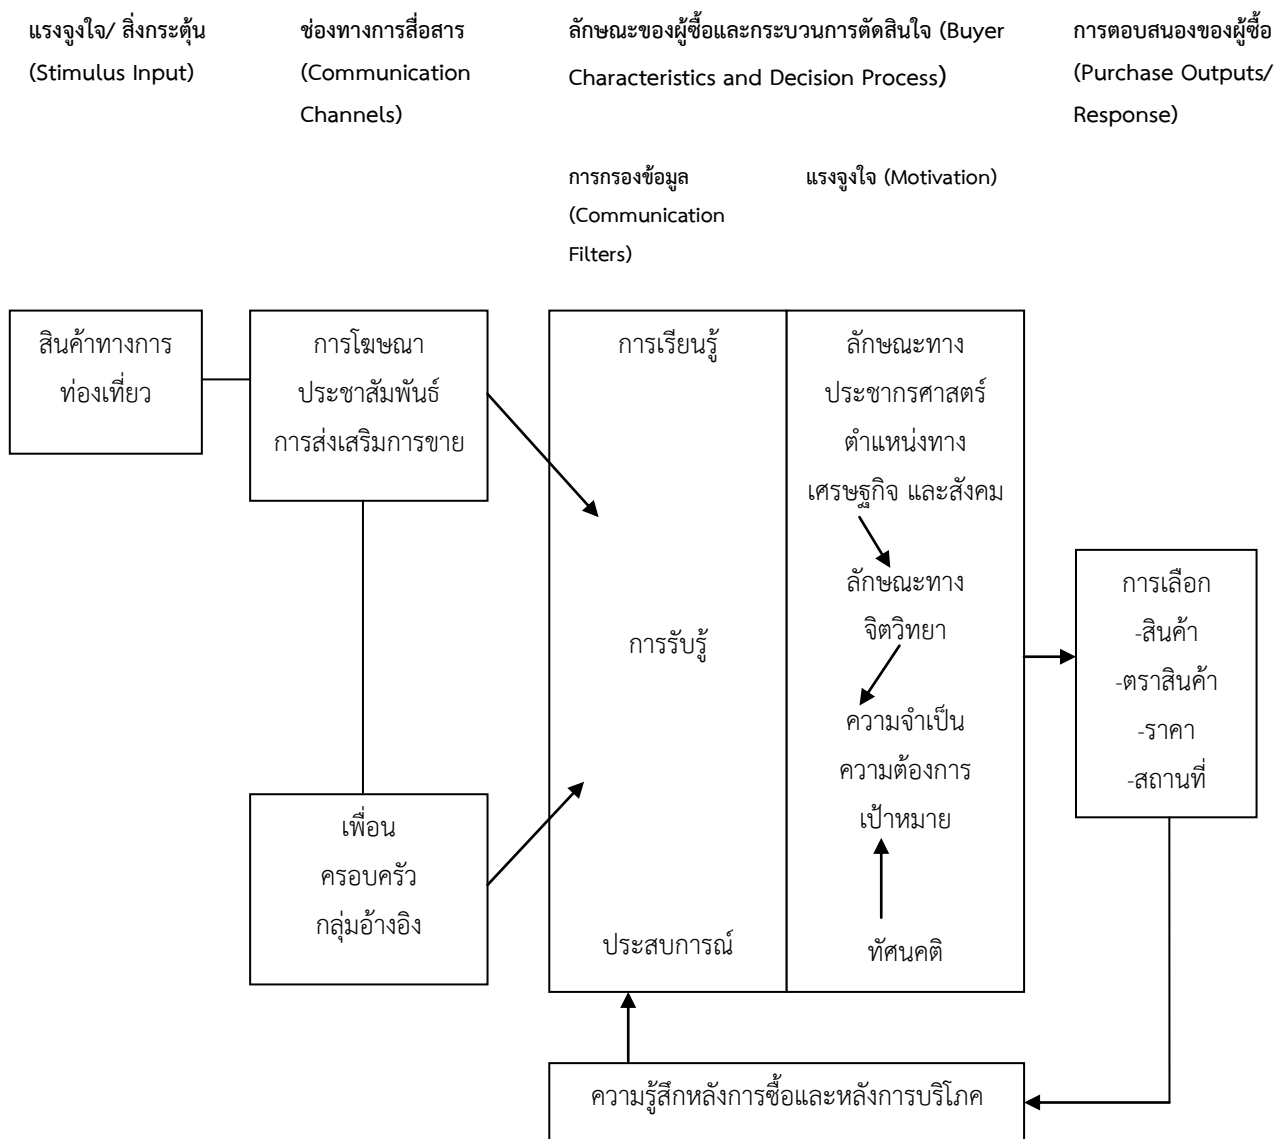 แรงจูงใจ/ สิ่งกระตุ้น
(Stimulus Input)
ช่องทางการสื่อสาร
(Communication
Channels)
ลักษณะของผู้ซื้อและกระบวนการตัดสินใจ (Buyer
Characteristics and Decision Process)
การตอบสนองของผู้ซื้อ
(Purchase Outputs/
Response)
การกรองข้อมูล
(Communication
Filters)
แรงจูงใจ (Motivation)
สินค้าทางการ
ท่องเที่ยว
การโฆษณา
ประชาสัมพันธ์
การส่งเสริมการขาย
เพื่อน
ครอบครัว
กลุ่มอ้างอิง
การเรียนรู้
การรับรู้
ประสบการณ์
ลักษณะทาง
ประชากรศาสตร์
ตำแหน่งทาง
เศรษฐกิจ และสังคม
ลักษณะทาง
จิตวิทยา
ความจำเป็น
ความต้องการ
เป้าหมาย
ทัศนคติ
การเลือก
-สินค้า
-ตราสินค้า
-ราคา
-สถานที่
ความรู้สึกหลังการซื้อและหลังการบริโภค